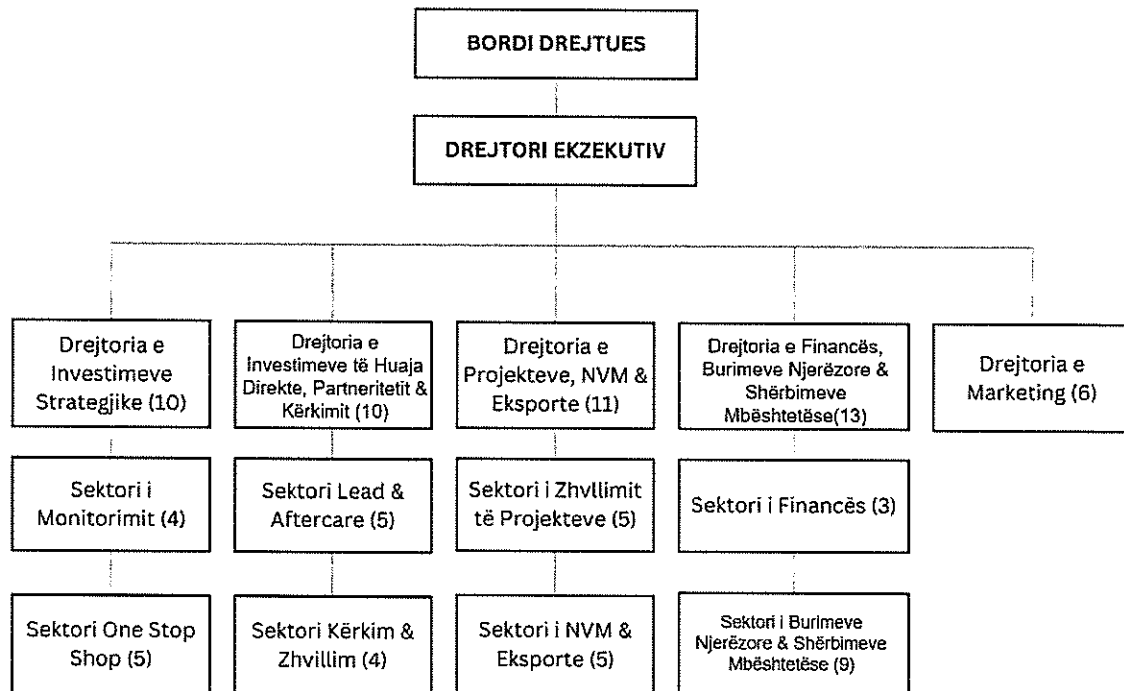 BORDI DREJTUES
DREJTORI EKZEKUTIV
Drejtoria e
Investimeve
Strategjike (10)
Drejtoria e
Investimeve të Huaja
Direkte, Partneritetit &
Kërkimit (10)
Drejtoria e
Projekteve, NVM &
Eksporte (11)
Drejtoria e Financës,
Burimeve Njerëzore &
Shërbimeve
Mbështetëse(13)
Drejtoria e
Marketing (6)
Sektori i
Monitorimit (4)
Sektori Lead &
Aftercare (5)
Sektori i Zhvllimit
të Projekteve (5)
Sektori i Financës (3)
Sektori One Stop
Shop (5)
Sektori Kërkim &
Zhvillim (4)
Sektori i NVM &
Eksporte (5)
Sektori i Burimeve
Njerëzore & Shërbimeve
Mbështetëse (9)